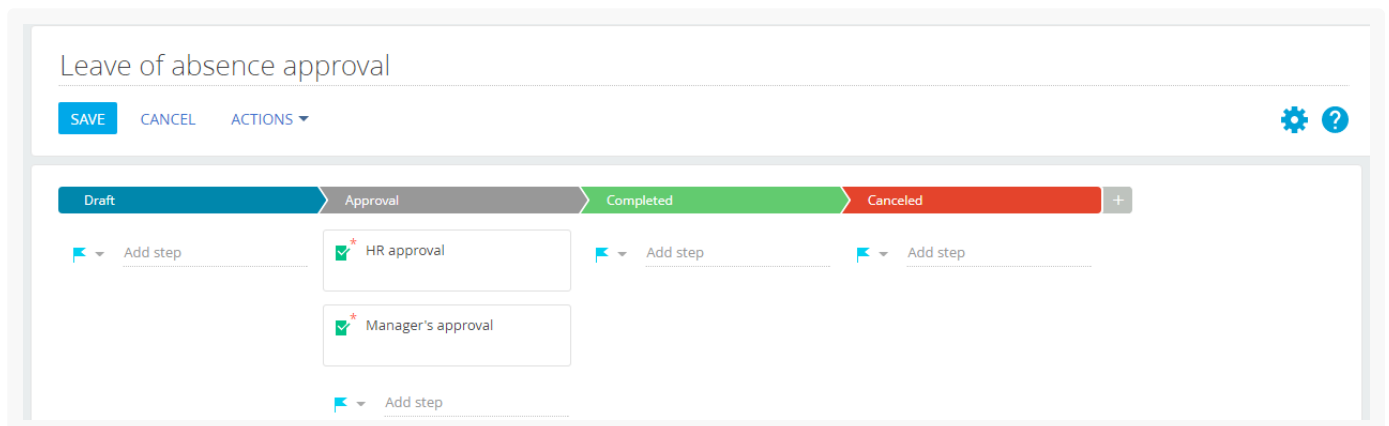 Leave of absence approval
SAVE CANCEL ACTIONS
Draft Approval Completed Canceled +
Add step * HR approval Add step Add step
* Manager's approval
Add step